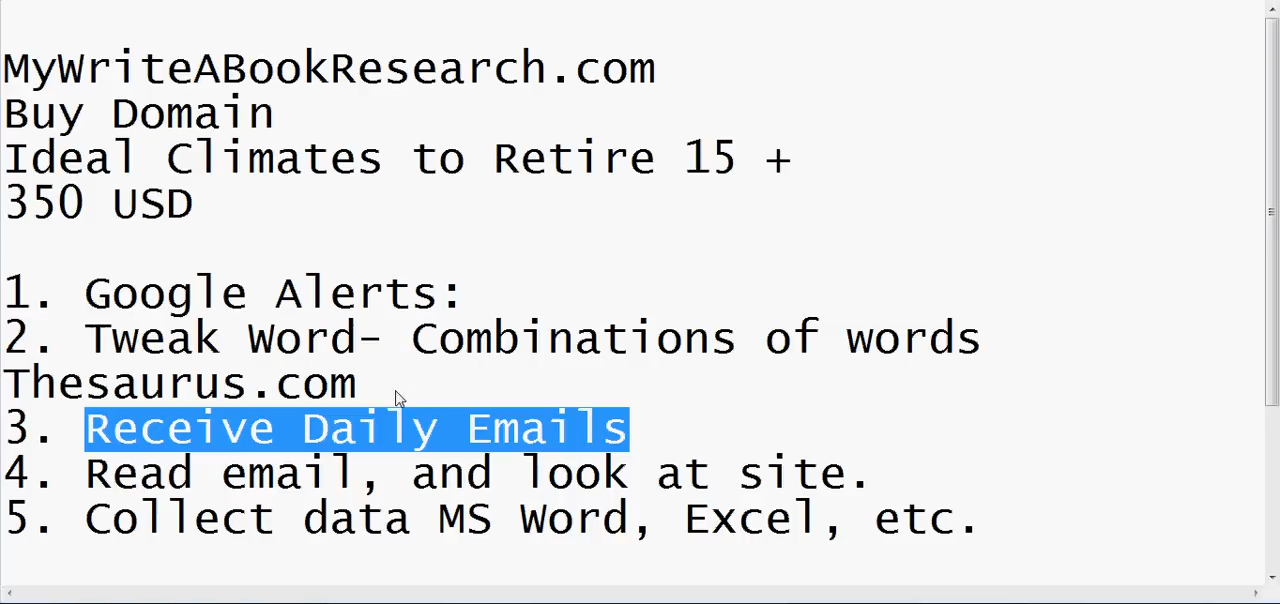 MyWriteABookResearch.com
Buy Domain
Ideal Climates to Retire 15 +
350 USD
1. Google Alerts:
2. Tweak Word- Combinations of words
Thesaurus.com
3. Receive Daily Emails
4. Read email, and look at site.
5. Collect data MS Word, Excel, etc.